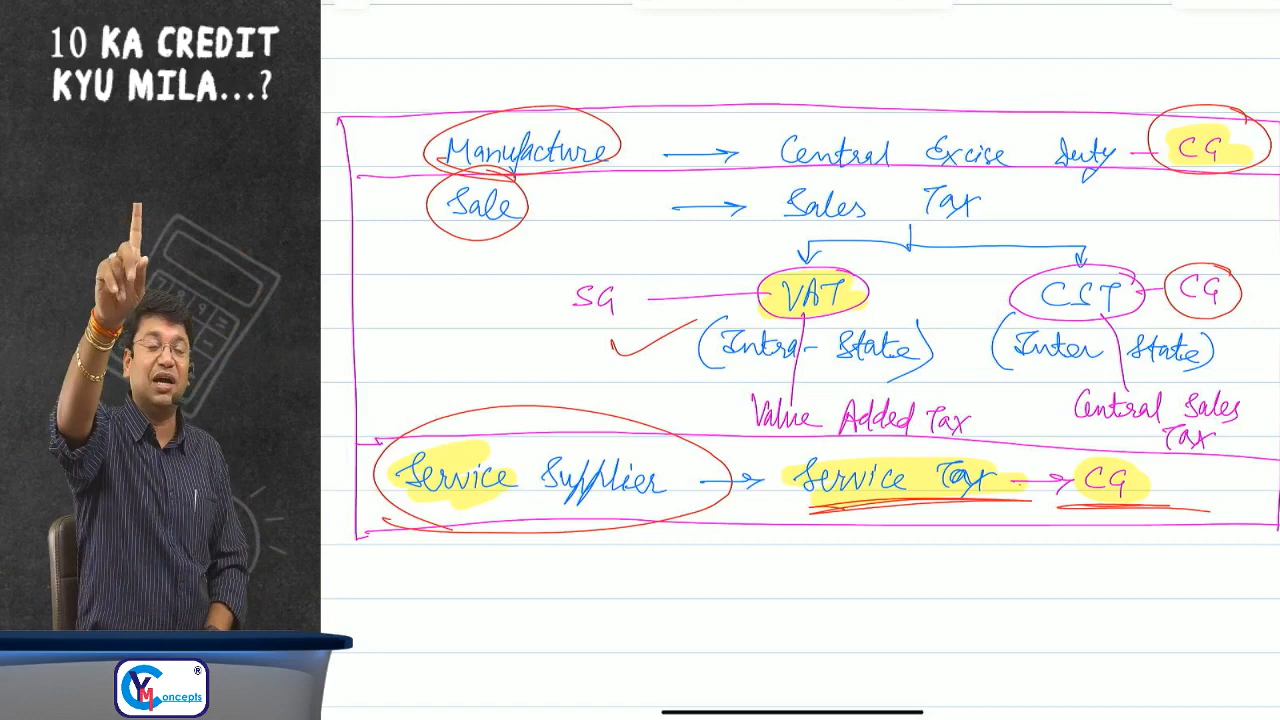 10 KA CREDIT
KYU MILA...?
Manufacture → Central Excise Duty — CG
Sale → Sales Tax
SG — VAT CST — CG
(Intra-State) (Inter State)
Value Added Tax Central Sales
Tax
Service Supplier → Service Tax → CG
CYM
oncepts
®